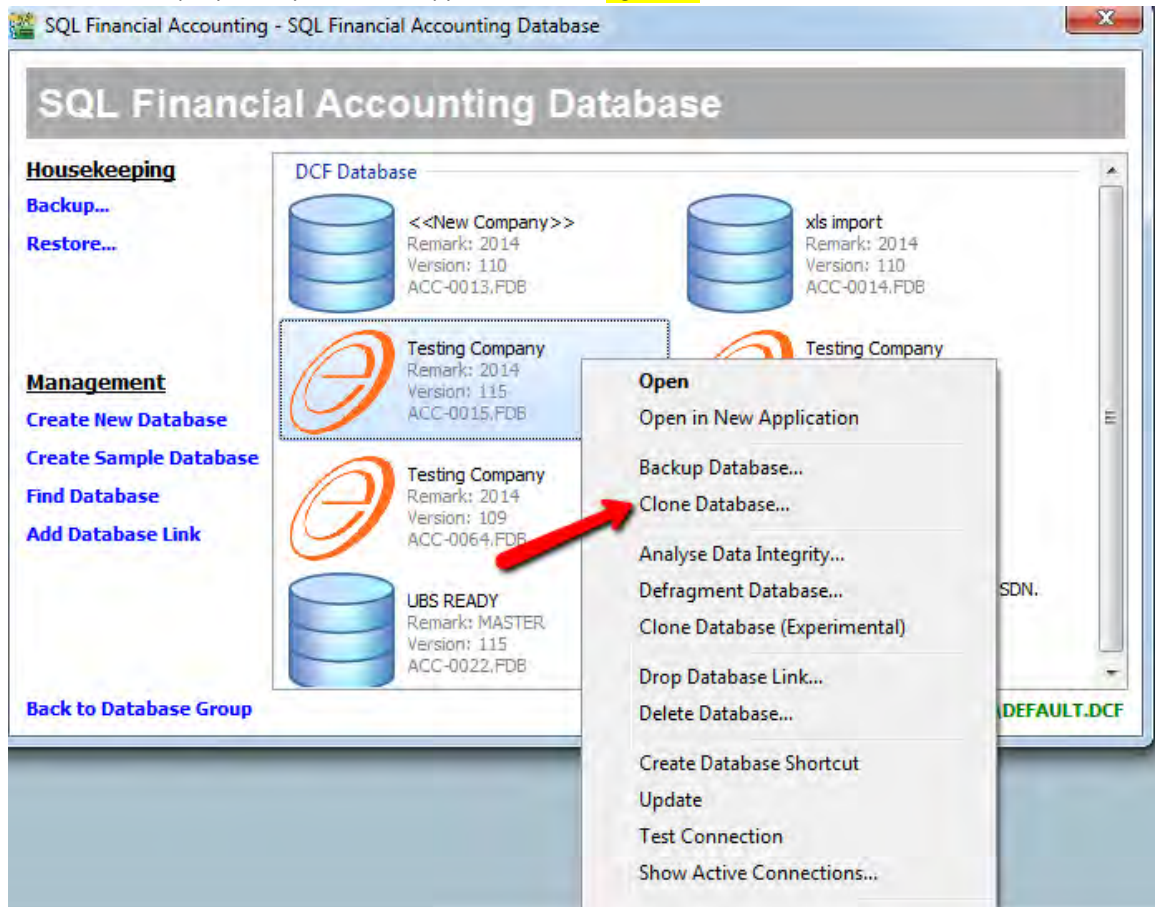 SQL Financial Accounting - SQL Financial Accounting Database
SQL Financial Accounting Database
Housekeeping
Backup...
Restore...
Management
Create New Database
Create Sample Database
Find Database
Add Database Link
Back to Database Group
DCF Database
<<New Company>>
Remark: 2014
Version: 110
ACC-0013.FDB
xls import
Remark: 2014
Version: 110
ACC-0014.FDB
Testing Company
Remark: 2014
Version: 115
ACC-0015.FDB
Testing Company
Testing Company
Remark: 2014
Version: 109
ACC-0064.FDB
SDN.
UBS READY
Remark: MASTER
Version: 115
ACC-0022.FDB
\DEFAULT.DCF
Open
Open in New Application
Backup Database...
Clone Database...
Analyse Data Integrity...
Defragment Database...
Clone Database (Experimental)
Drop Database Link...
Delete Database...
Create Database Shortcut
Update
Test Connection
Show Active Connections...